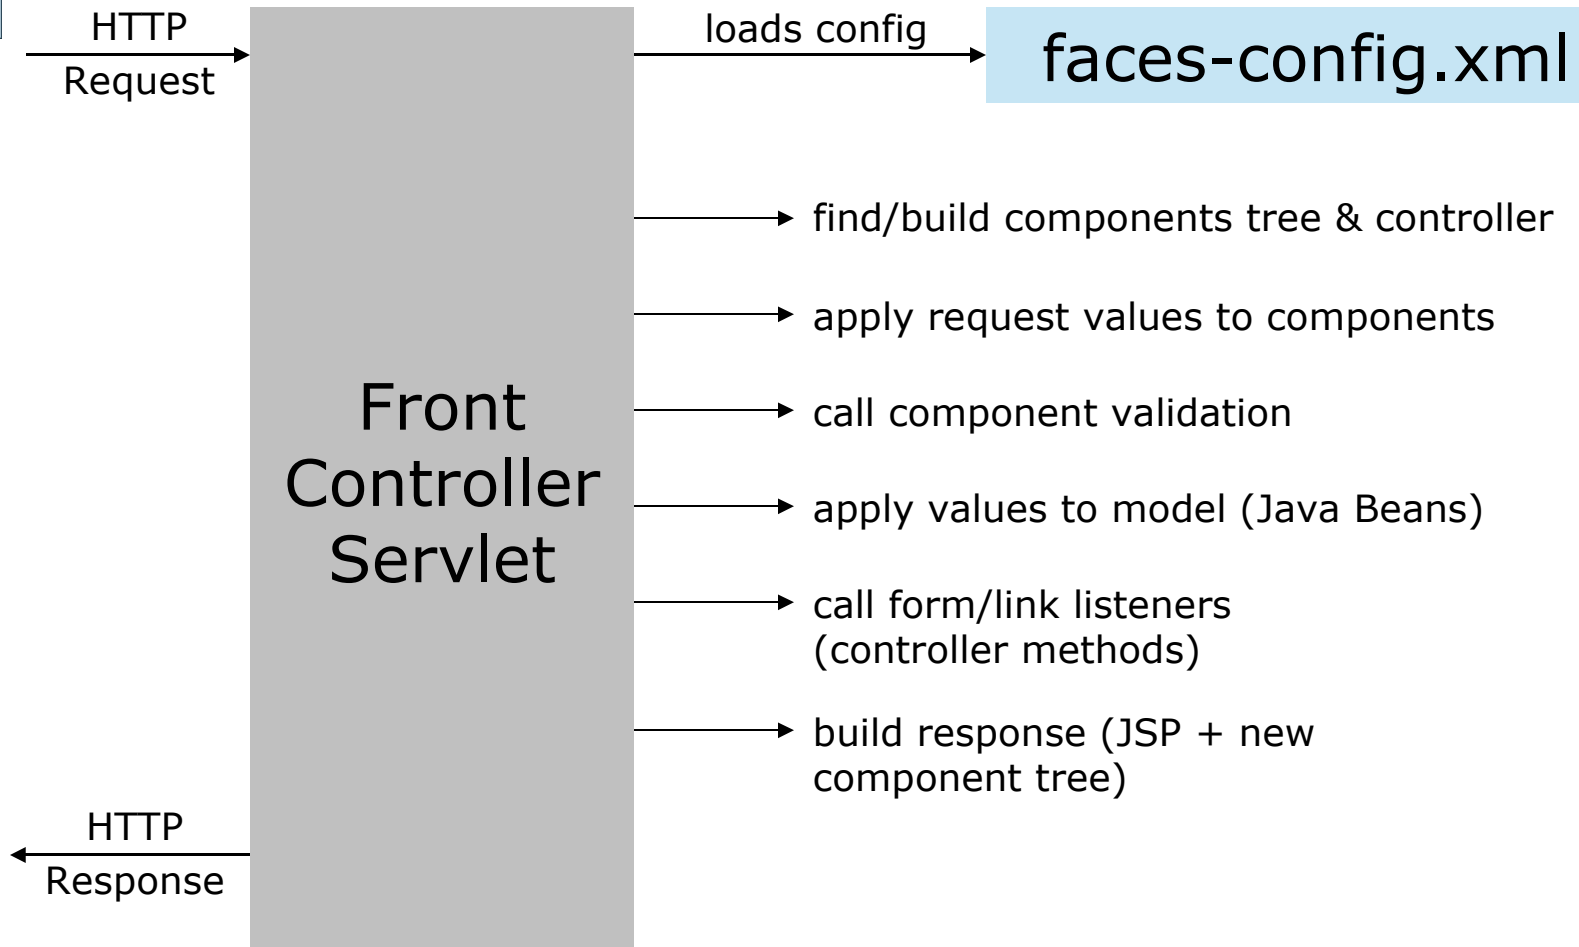 HTTP
Request
loads config
faces-config.xml
find/build components tree & controller
apply request values to components
call component validation
apply values to model (Java Beans)
call form/link listeners
(controller methods)
build response (JSP + new
component tree)
Front
Controller
Servlet
HTTP
Response